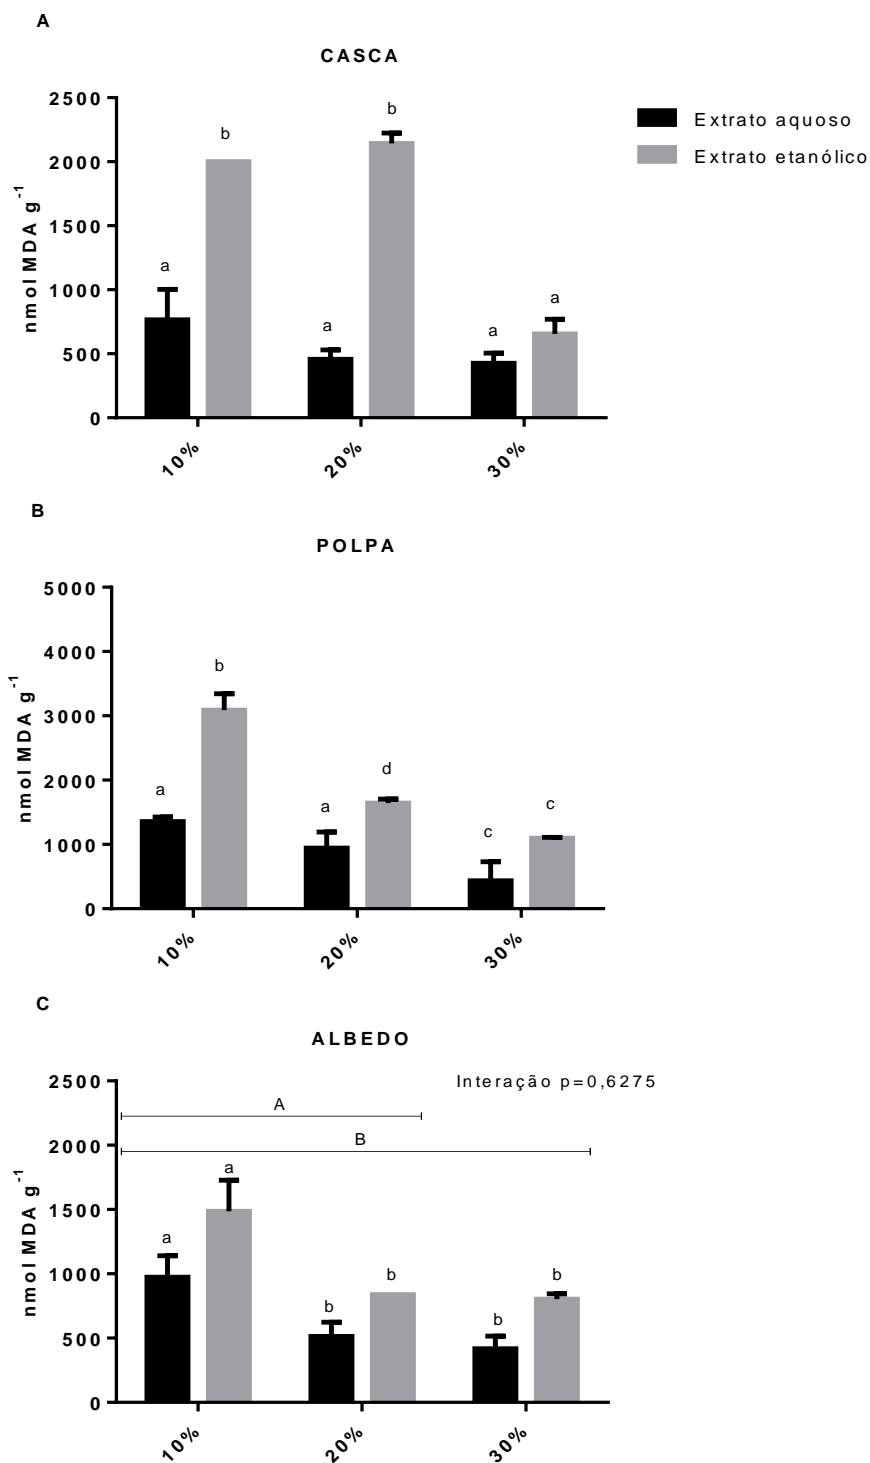 A
CASCA
Extrato aquoso
Extrato etanólico
nmol MDA g⁻¹
2500
2000
1500
1000
500
0
b
b
a
a
a
a
10%
20%
30%
B
POLPA
nmol MDA g⁻¹
5000
4000
3000
2000
1000
0
a
b
a
d
c
c
10%
20%
30%
C
ALBEDO
Interação p=0,6275
nmol MDA g⁻¹
2500
2000
1500
1000
500
0
A
B
a
a
b
b
b
b
10%
20%
30%